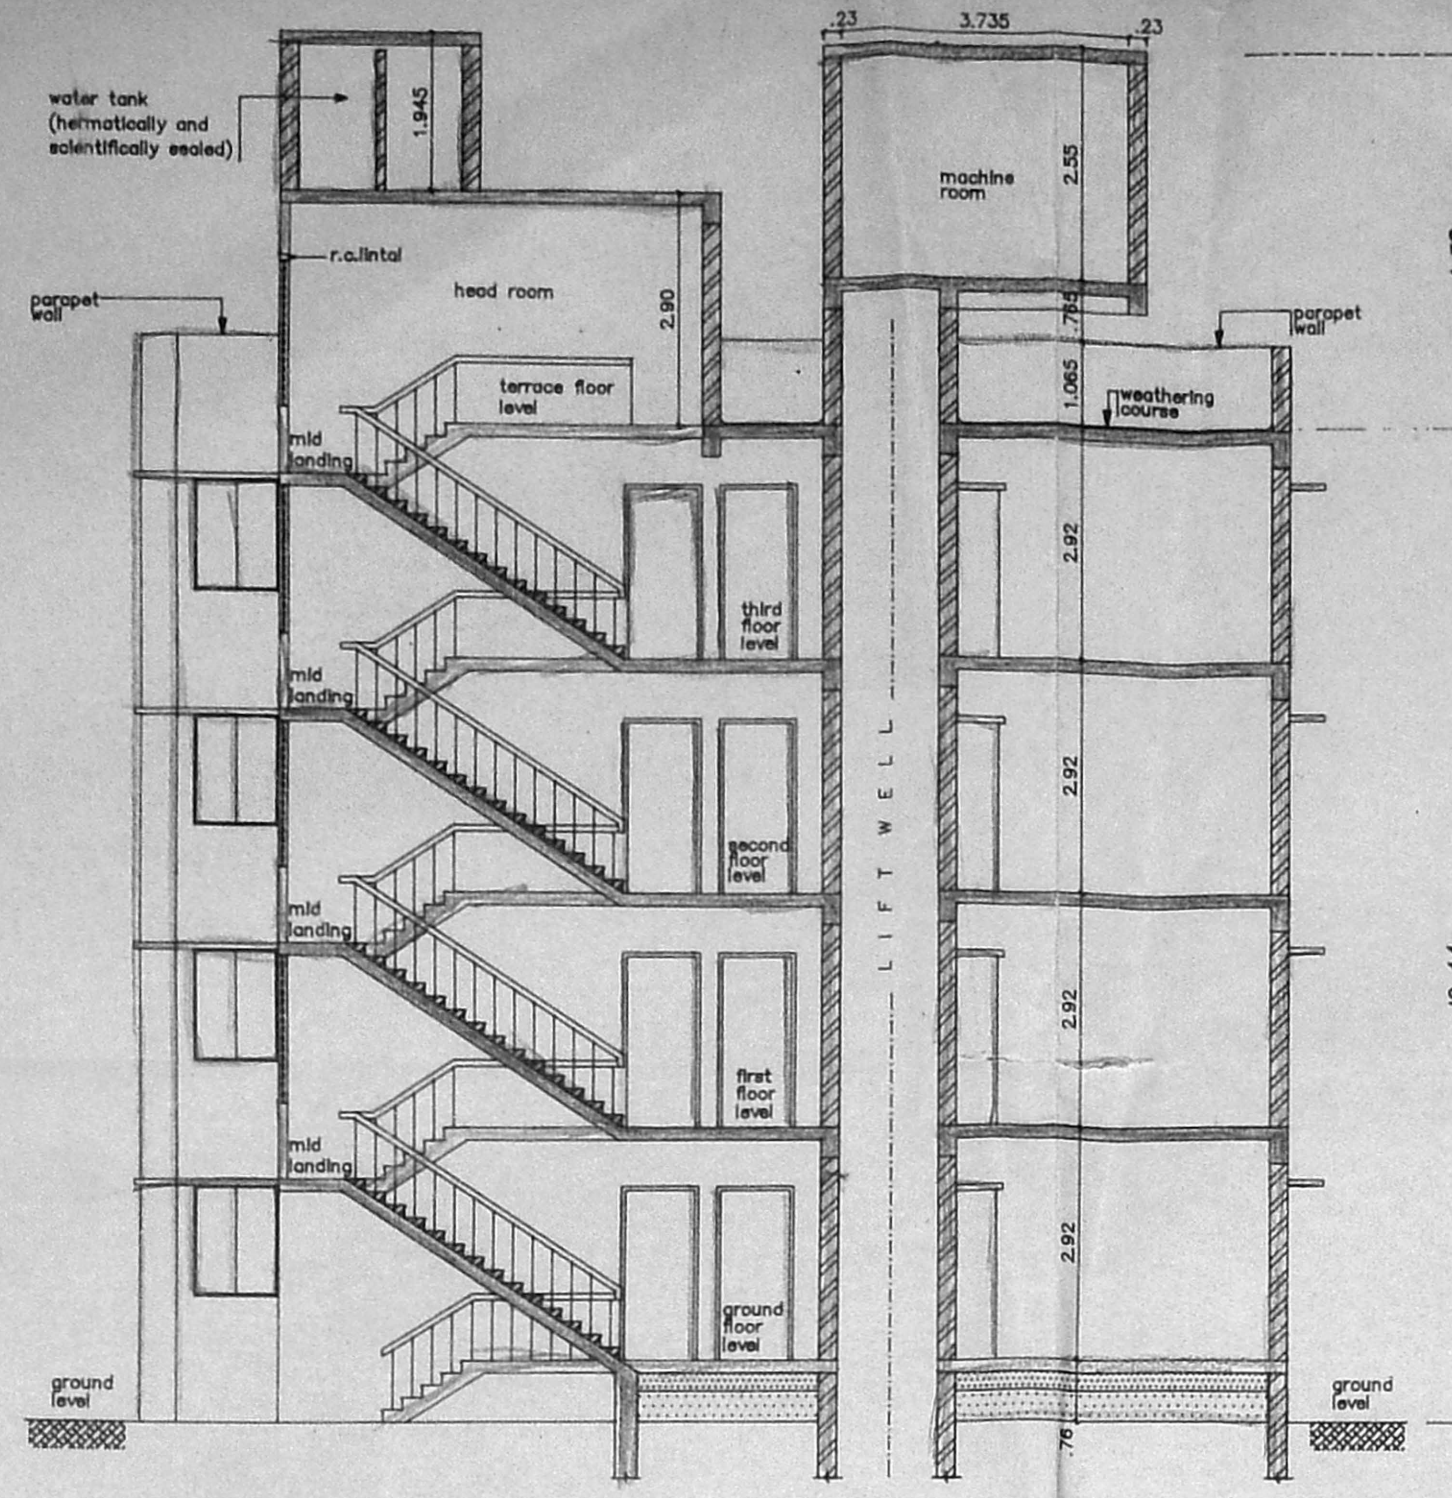 .23
3.735
.23
water tank
(hermatically and
scientifically sealed)
1.945
machine
room
2.55
r.c.lintal
head room
2.90
parapet
wall
.765
parapet
wall
terrace floor
level
1.065
weathering
course
mid
landing
2.92
third
floor
level
mid
landing
LIFT WELL
2.92
second
floor
level
mid
landing
2.92
first
floor
level
mid
landing
2.92
ground
floor
level
ground
level
ground
level
.76